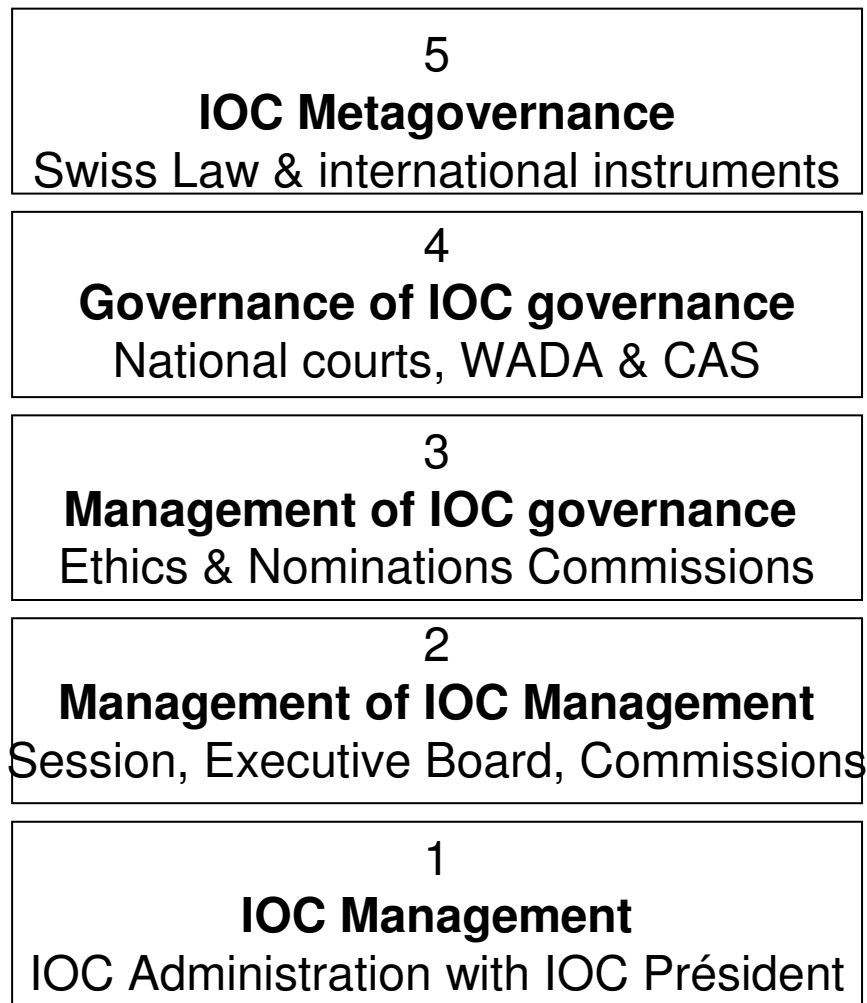 5
IOC Metagovernance
Swiss Law & international instruments
4
Governance of IOC governance
National courts, WADA & CAS
3
Management of IOC governance
Ethics & Nominations Commissions
2
Management of IOC Management
Session, Executive Board, Commissions
1
IOC Management
IOC Administration with IOC Président